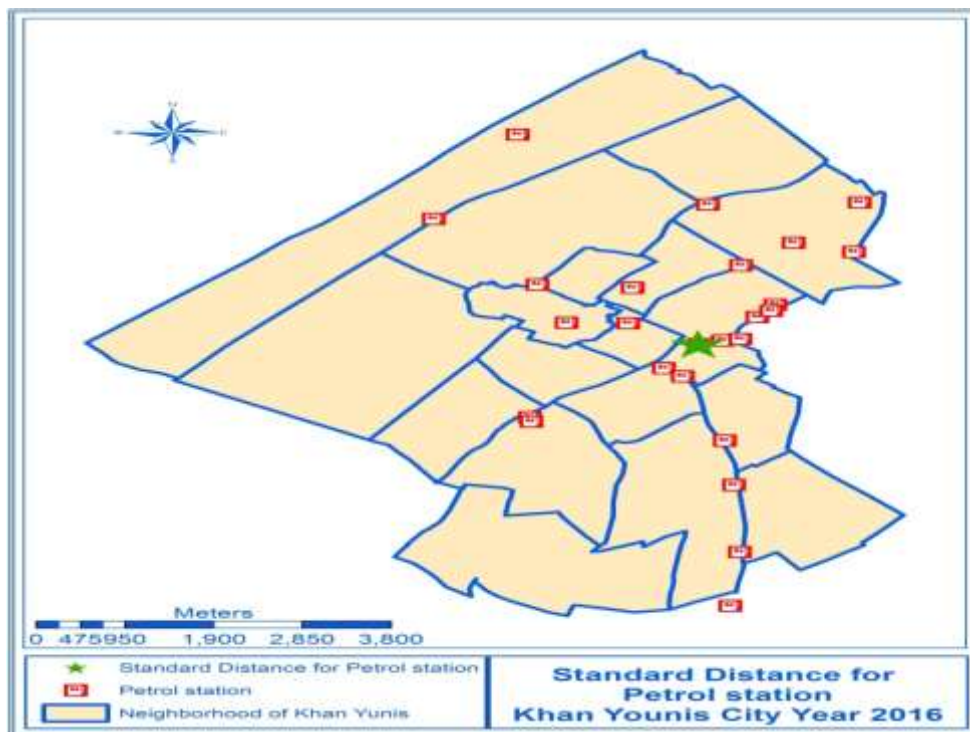 Meters
0 475950 1,900 2,850 3,800
Standard Distance for Petrol station
Petrol station
Neighborhood of Khan Yunis
Standard Distance for
Petrol station
Khan Younis City Year 2016